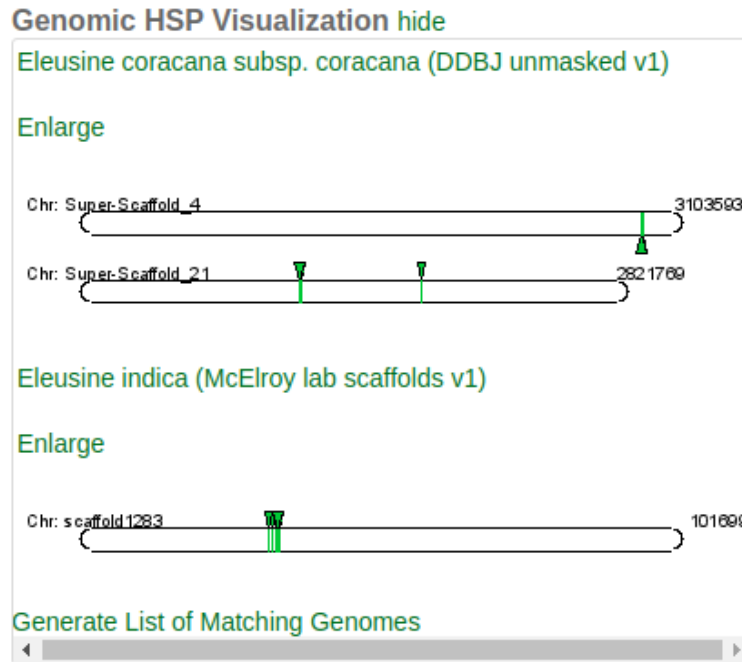 Genomic HSP Visualization hide
Eleusine coracana subsp. coracana (DDBJ unmasked v1)
Enlarge
Chr: Super-Scaffold_4 3103593
Chr: Super-Scaffold_21 2821769
Eleusine indica (McElroy lab scaffolds v1)
Enlarge
Chr: scaffold1283 101699
Generate List of Matching Genomes